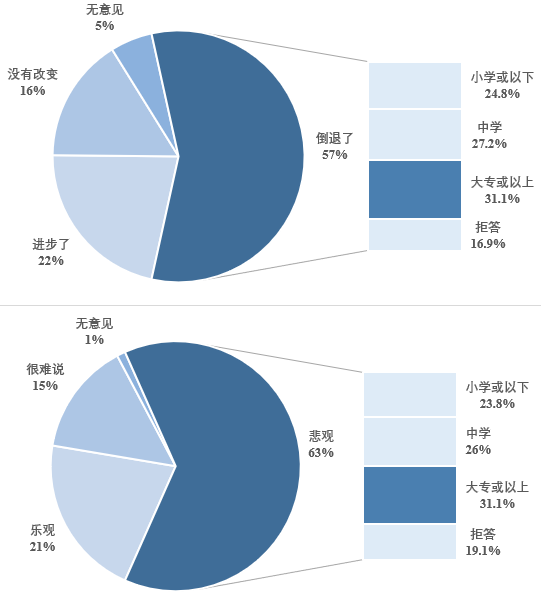 无意见
5%
没有改变
16%
进步了
22%
倒退了
57%
小学或以下
24.8%
中学
27.2%
大专或以上
31.1%
拒答
16.9%
无意见
1%
很难说
15%
乐观
21%
悲观
63%
小学或以下
23.8%
中学
26%
大专或以上
31.1%
拒答
19.1%